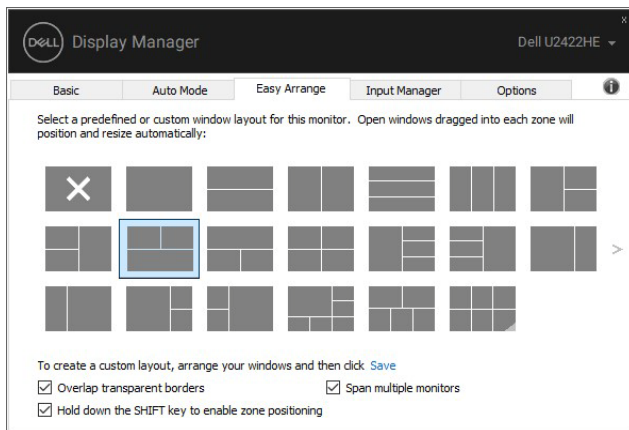 x
DELL Display Manager Dell U2422HE
Basic Auto Mode Easy Arrange Input Manager Options i
Select a predefined or custom window layout for this monitor. Open windows dragged into each zone will
position and resize automatically:
>
To create a custom layout, arrange your windows and then click Save
Overlap transparent borders Span multiple monitors
Hold down the SHIFT key to enable zone positioning